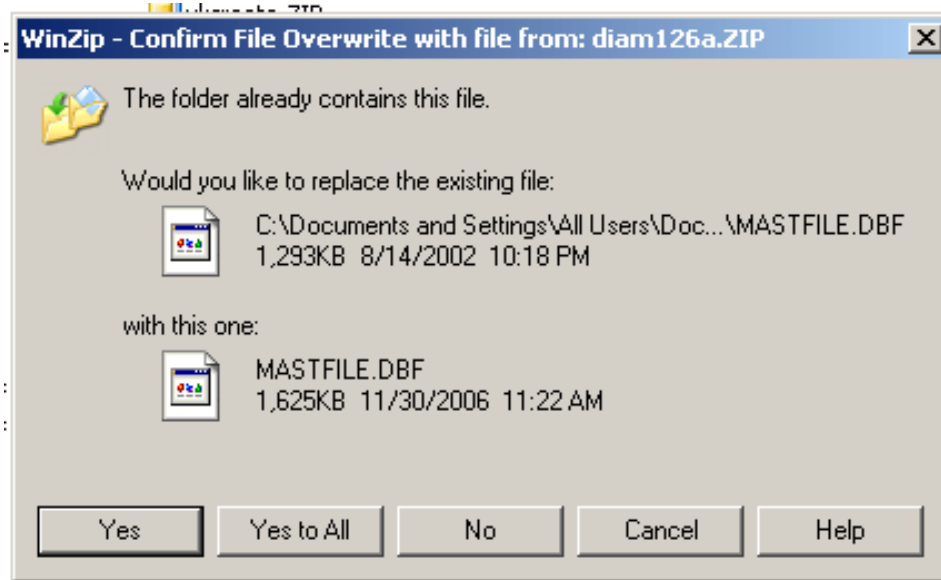 WinZip - Confirm File Overwrite with file from: diam126a.ZIP
The folder already contains this file.
Would you like to replace the existing file:
C:\Documents and Settings\All Users\Doc...\MASTFILE.DBF
1,293KB 8/14/2002 10:18 PM
with this one:
MASTFILE.DBF
1,625KB 11/30/2006 11:22 AM
Yes Yes to All No Cancel Help